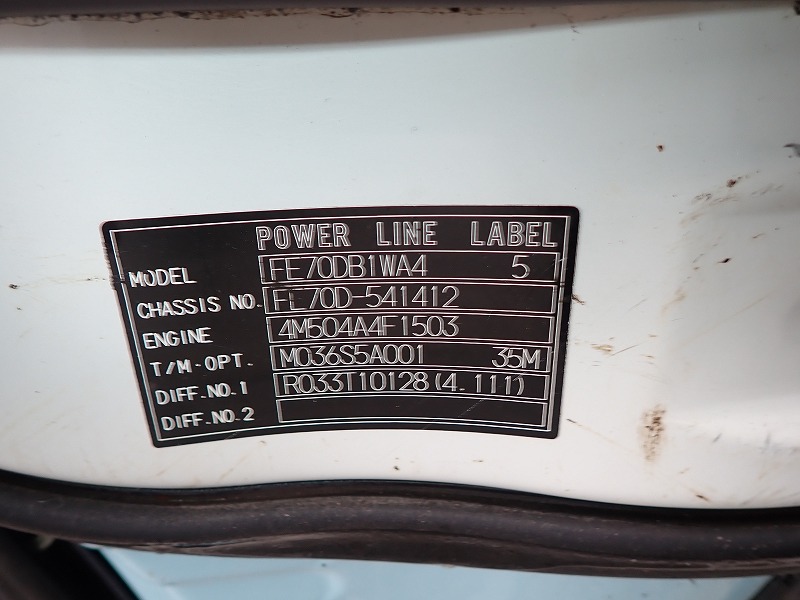 POWER LINE LABEL
MODEL FE70DB1WA4 5
CHASSIS NO. FE70D-541412
ENGINE 4M504A4F1503
T/M-OPT. M036S5A001 35M
DIFF.NO.1 R033T10128(4.111)
DIFF.NO.2